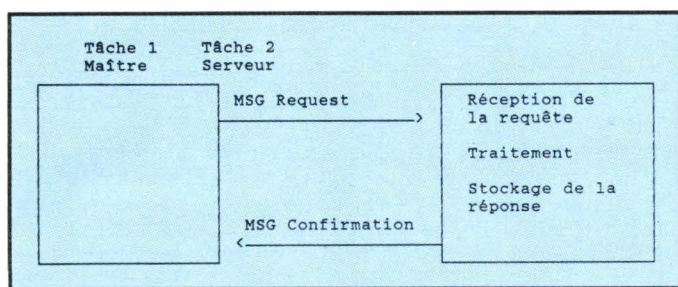 Tâche 1 Tâche 2
Maître Serveur
MSG Request
Réception de
la requête
Traitement
Stockage de la
réponse
MSG Confirmation